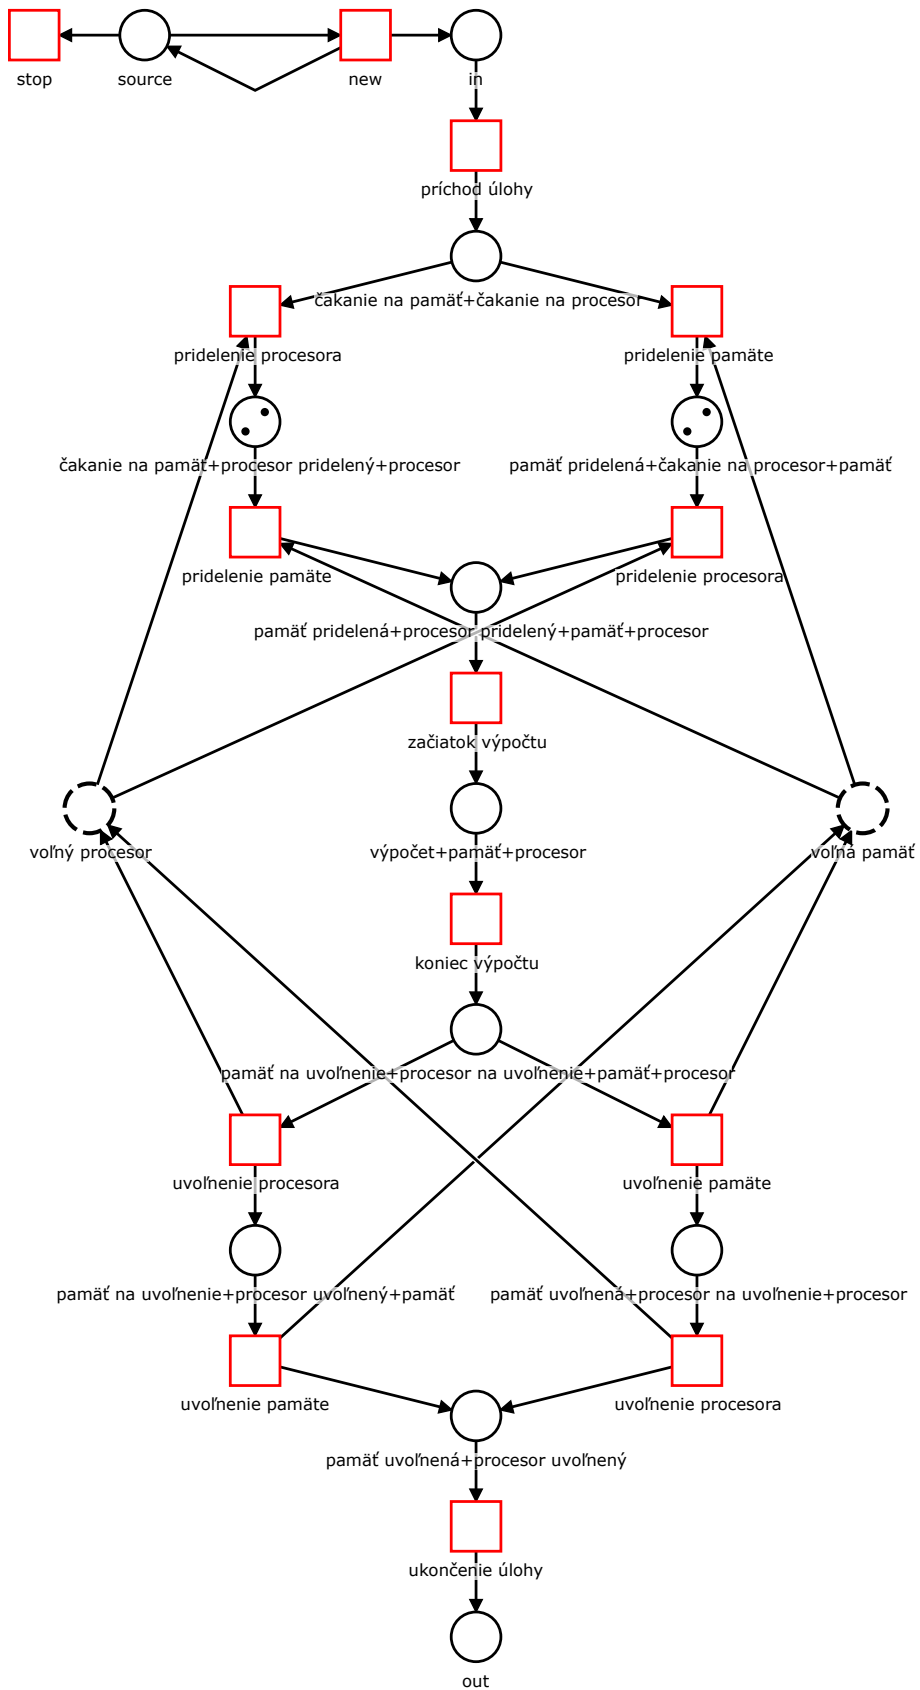 stop
source
new
in
príchod úlohy
čakanie na pamäť+čakanie na procesor
pridelenie procesora
pridelenie pamäte
čakanie na pamäť+procesor pridelený+procesor
pamäť pridelená+čakanie na procesor+pamäť
pridelenie pamäte
pridelenie procesora
pamäť pridelená+procesor pridelený+pamäť+procesor
začiatok výpočtu
voľný procesor
výpočet+pamäť+procesor
voľná pamäť
koniec výpočtu
pamäť na uvoľnenie+procesor na uvoľnenie+pamäť+procesor
uvoľnenie procesora
uvoľnenie pamäte
pamäť na uvoľnenie+procesor uvoľnený+pamäť
pamäť uvoľnená+procesor na uvoľnenie+procesor
uvoľnenie pamäte
uvoľnenie procesora
pamäť uvoľnená+procesor uvoľnený
ukončenie úlohy
out